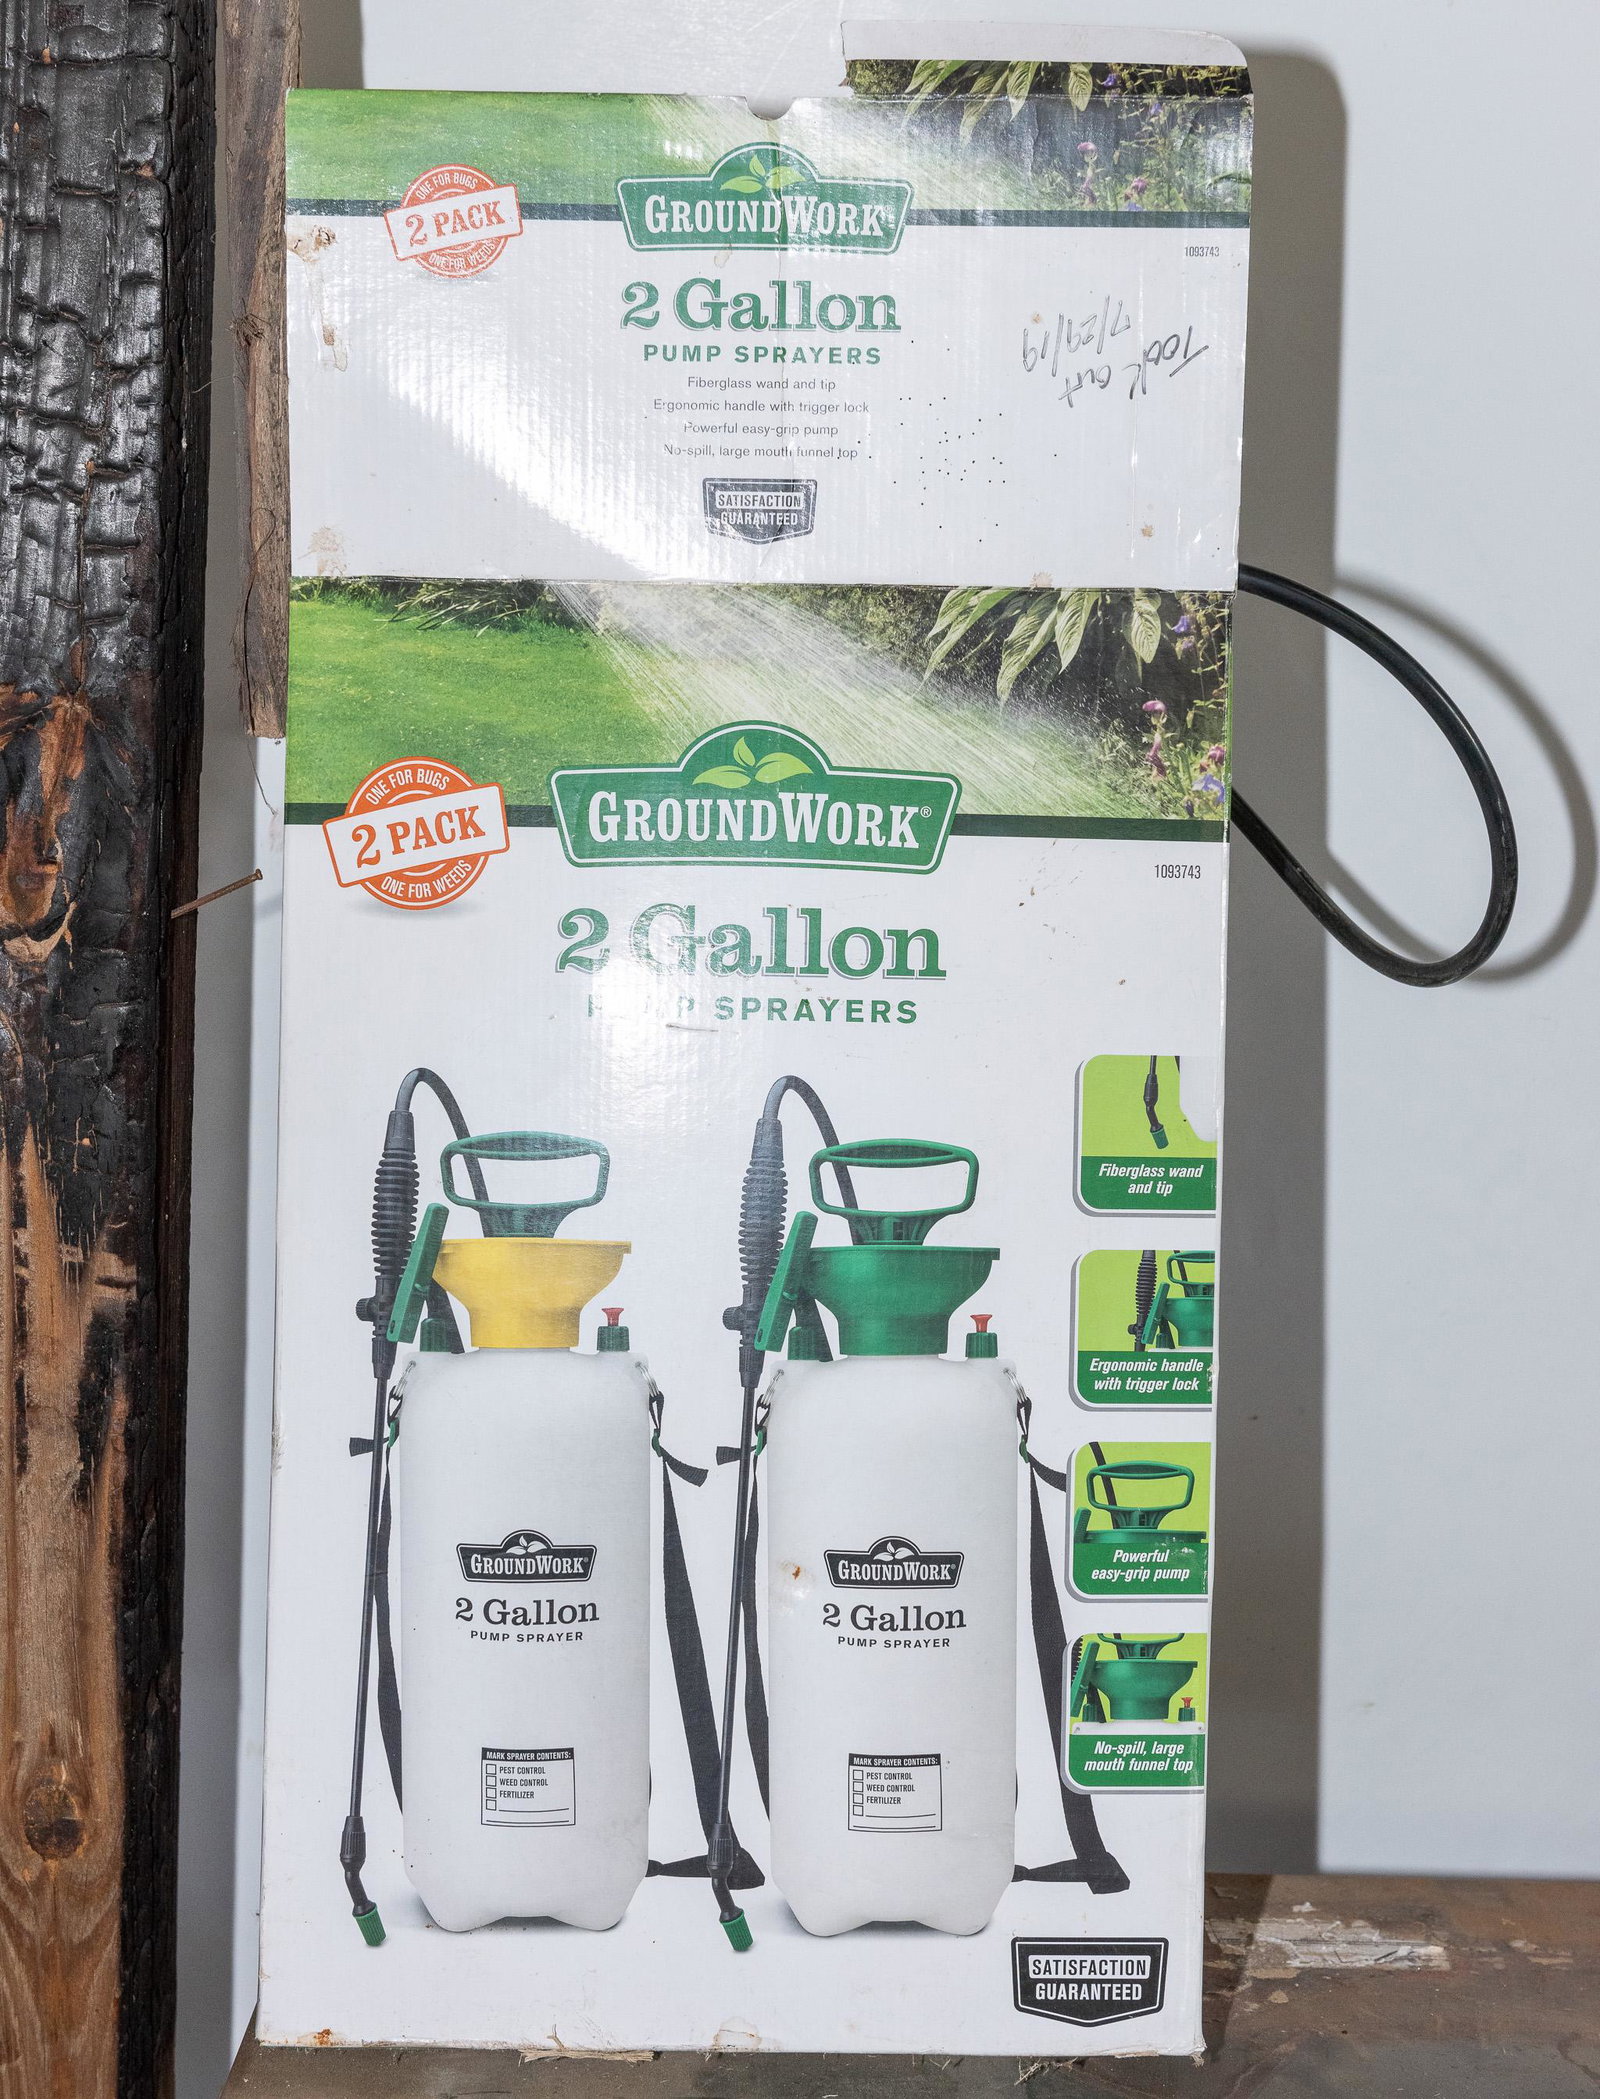 ONE FOR BUGS
2 PACK
ONE FOR WEEDS
GROUNDWORK
1093743
2 Gallon
PUMP SPRAYERS
Took out
7/29/19
Fiberglass wand and tip
Ergonomic handle with trigger lock
Powerful easy-grip pump
No-spill, large mouth funnel top
SATISFACTION
GUARANTEED
ONE FOR BUGS
2 PACK
ONE FOR WEEDS
GROUNDWORK®
1093743
2 Gallon
PUMP SPRAYERS
Fiberglass wand
and tip
Ergonomic handle
with trigger lock
Powerful
easy-grip pump
No-spill, large
mouth funnel top
GROUNDWORK®
2 Gallon
PUMP SPRAYER
MARK SPRAYER CONTENTS:
PEST CONTROL
WEED CONTROL
FERTILIZER
GROUNDWORK®
2 Gallon
PUMP SPRAYER
MARK SPRAYER CONTENTS:
PEST CONTROL
WEED CONTROL
FERTILIZER
SATISFACTION
GUARANTEED